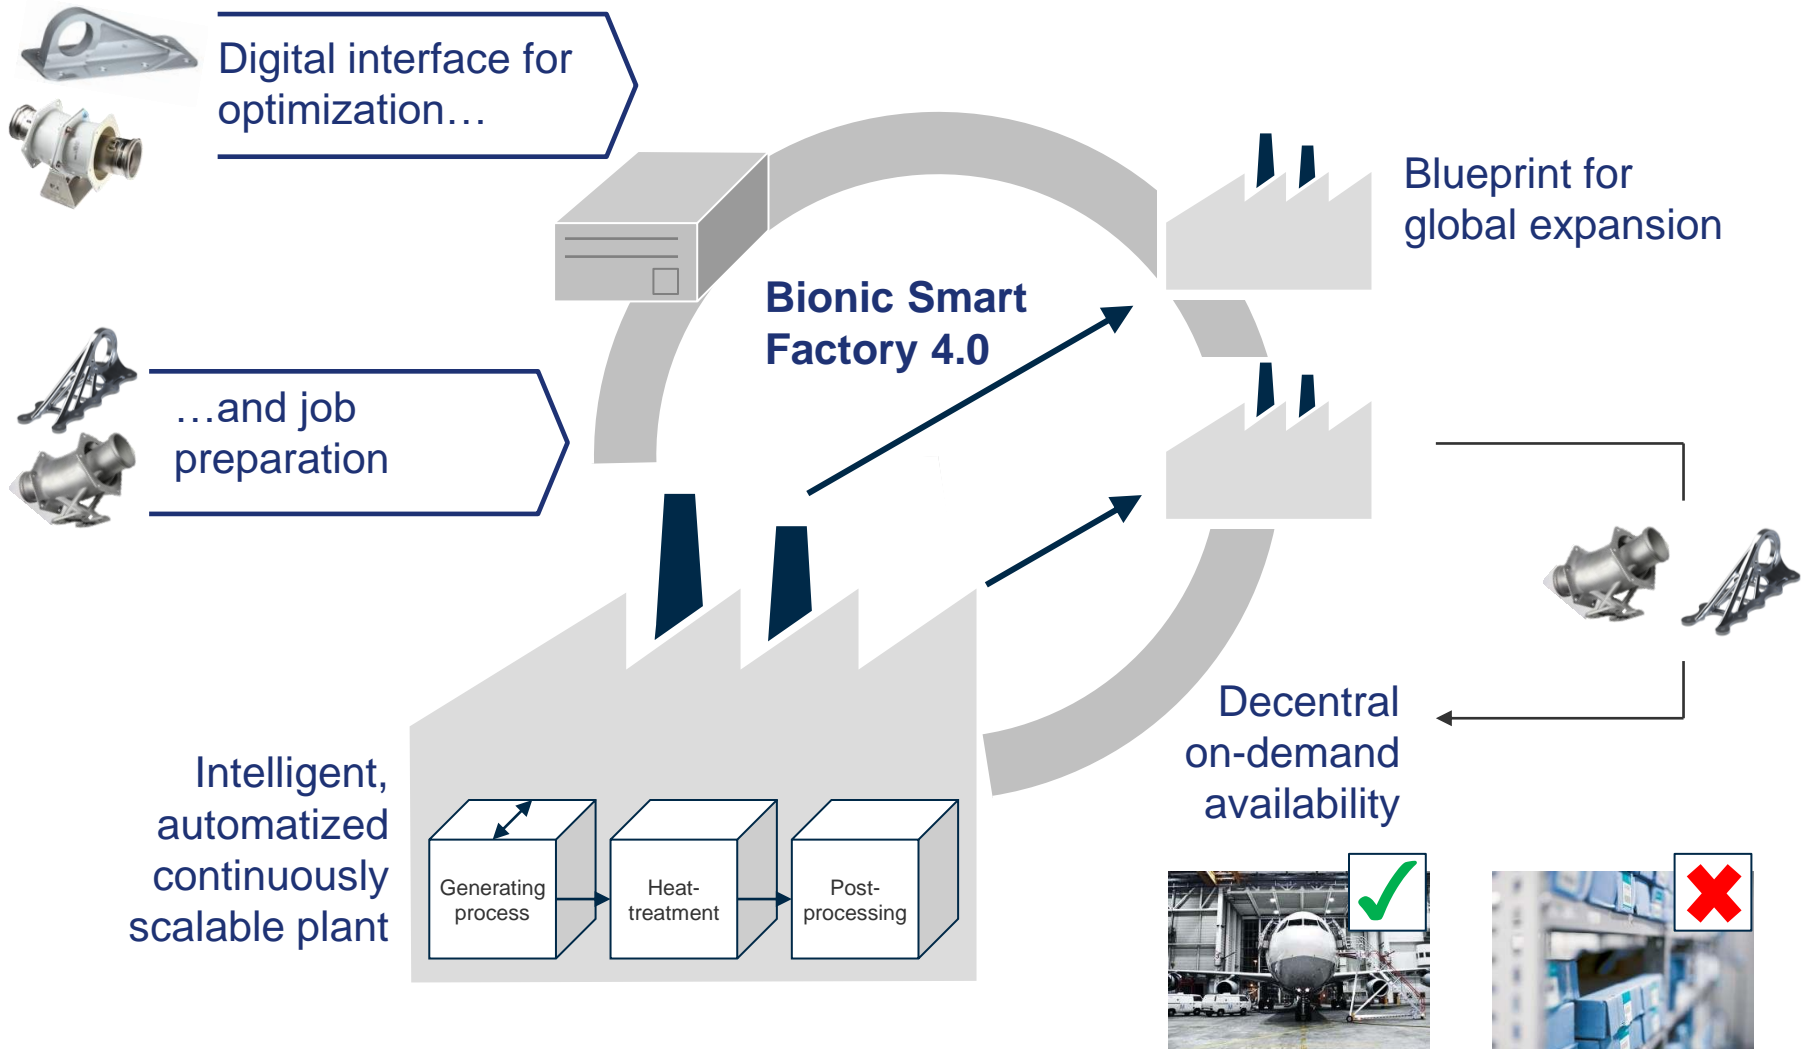 Digital interface for
optimization…
…and job
preparation
Bionic Smart
Factory 4.0
Blueprint for
global expansion
Intelligent,
automatized
continuously
scalable plant
Generating
process
Heat-
treatment
Post-
processing
Decentral
on-demand
availability